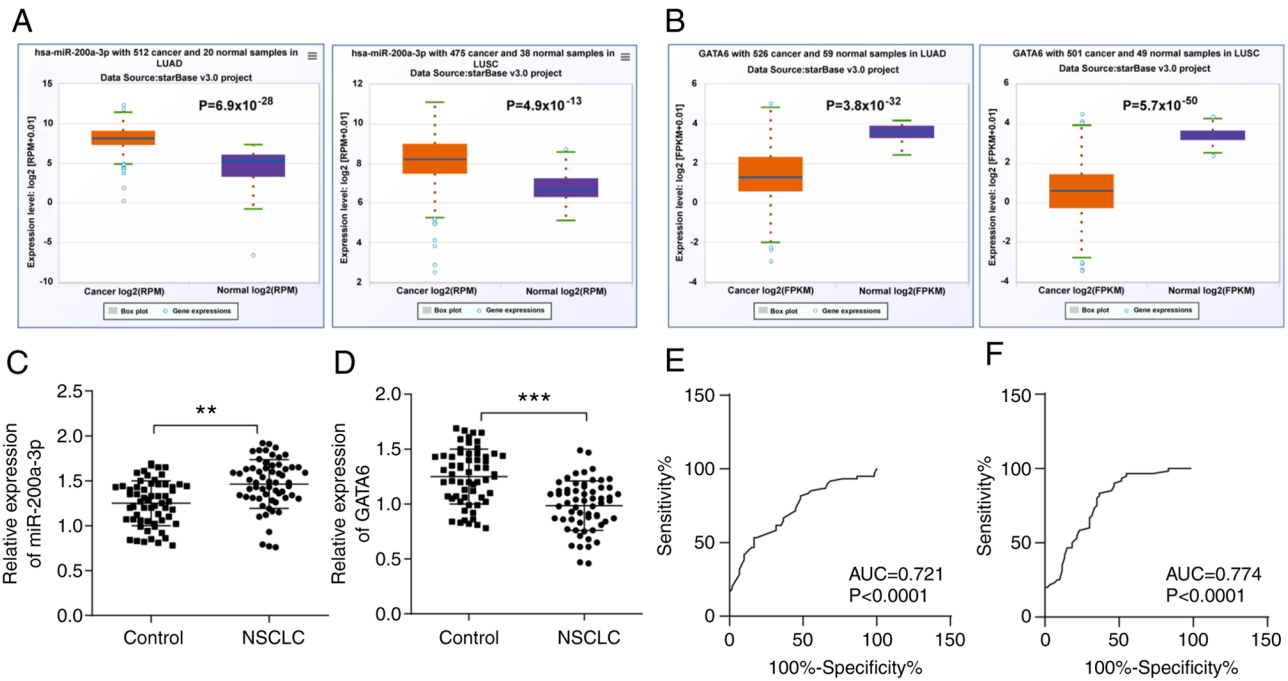 A
hsa-miR-200a-3p with 512 cancer and 20 normal samples in
LUAD
Data Source:starBase v3.0 project
P=6.9x10-28
Expression level: log2 [RPM+0.01]
15
10
5
0
-5
-10
Cancer log2(RPM) Normal log2(RPM)
Box plot Gene expressions
hsa-miR-200a-3p with 475 cancer and 38 normal samples in
LUSC
Data Source:starBase v3.0 project
P=4.9x10-13
Expression level: log2 [RPM+0.01]
12
10
8
6
4
2
Cancer log2(RPM) Normal log2(RPM)
Box plot Gene expressions
B
GATA6 with 526 cancer and 59 normal samples in LUAD
Data Source:starBase v3.0 project
P=3.8x10-32
Expression level: log2 [FPKM+0.01]
6
4
2
0
-2
-4
Cancer log2(FPKM) Normal log2(FPKM)
Box plot Gene expressions
GATA6 with 501 cancer and 49 normal samples in LUSC
Data Source:starBase v3.0 project
P=5.7x10-50
Expression level: log2 [FPKM+0.01]
6
4
2
0
-2
-4
Cancer log2(FPKM) Normal log2(FPKM)
Box plot Gene expressions
C
Relative expression
of miR-200a-3p
2.5
2.0
1.5
1.0
0.5
0.0
**
Control NSCLC
D
Relative expression
of GATA6
2.0
1.5
1.0
0.5
0.0
***
Control NSCLC
E
Sensitivity%
150
100
50
0
AUC=0.721
P<0.0001
0 50 100 150
100%-Specificity%
F
Sensitivity%
150
100
50
0
AUC=0.774
P<0.0001
0 50 100 150
100%-Specificity%